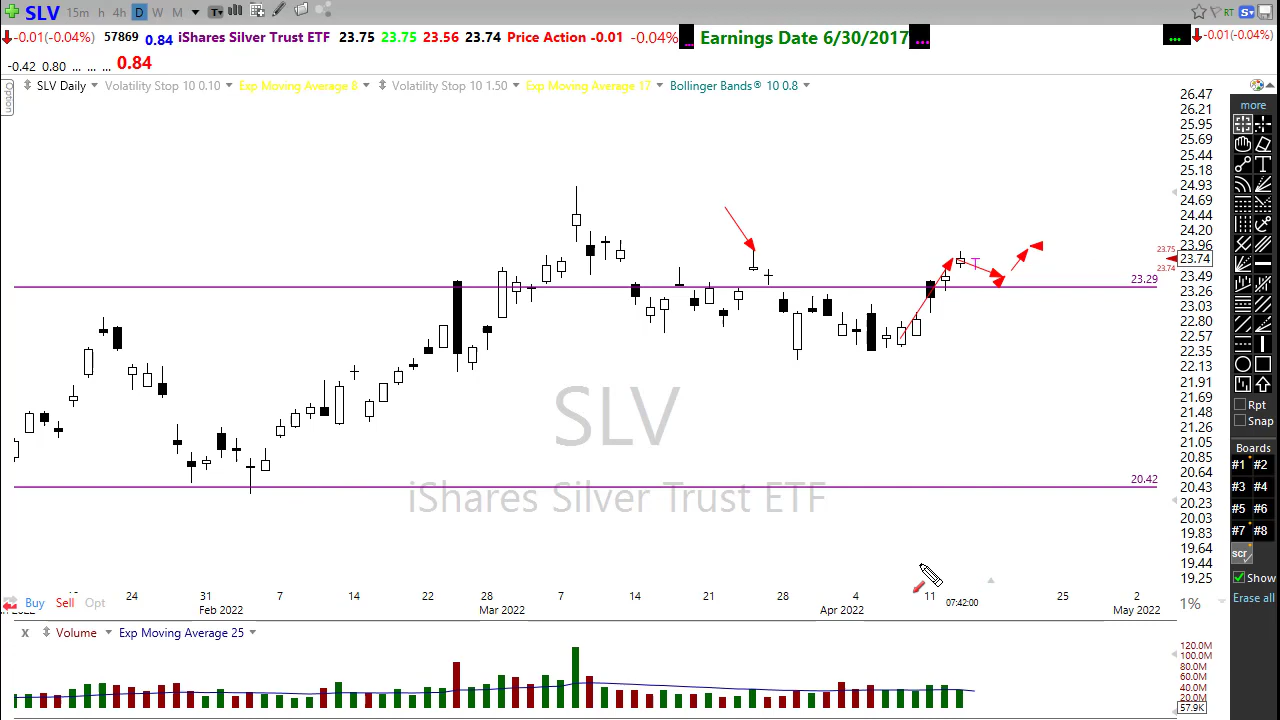 SLV 15m h 4h D W M T RT S
-0.01(-0.04%) 57869 0.84 iShares Silver Trust ETF 23.75 23.75 23.56 23.74 Price Action -0.01 -0.04% ... Earnings Date 6/30/2017 ... ... -0.01(-0.04%)
-0.42 0.80 ... ... ... 0.84
Option
SLV Daily Volatility Stop 10 0.10 Exp Moving Average 8 Volatility Stop 10 1.50 Exp Moving Average 17 Bollinger Bands® 10 0.8
26.47
26.21
25.95
25.69
25.44
25.18
24.93
24.69
24.44
24.20
23.96
23.75
23.74
23.74
23.49
23.29
23.26
23.03
22.80
22.57
22.35
22.13
21.91
21.69
21.48
21.26
21.05
20.85
20.64
20.42
20.43
20.23
20.03
19.83
19.64
19.44
19.25
SLV
iShares Silver Trust ETF
more
T
Rpt
Snap
Boards
#1 #2
#3 #4
#5 #6
#7 #8
scr
Show
Erase all
24 31 7 14 22 28 7 14 21 28 4 11 25 2
Feb 2022 Mar 2022 Apr 2022 07:42:00 May 2022
Buy Sell Opt
1%
x Volume Exp Moving Average 25
120.0M
100.0M
80.0M
60.0M
40.0M
20.0M
57.9K